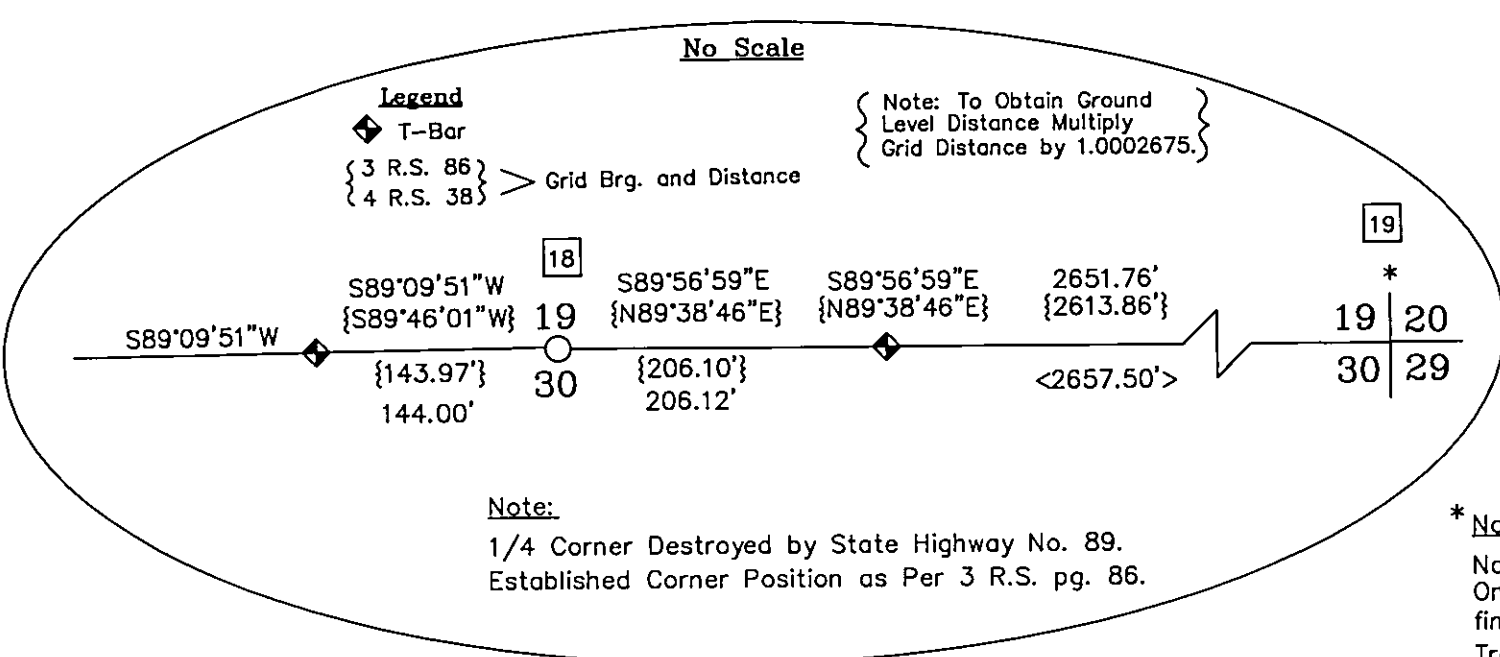 No Scale
Legend
T-Bar
{3 R.S. 86}
{4 R.S. 38}
> Grid Brg. and Distance
{Note: To Obtain Ground
Level Distance Multiply
Grid Distance by 1.0002675.}
S89°09'51"W
S89°09'51"W
{S89°46'01"W}
{143.97'}
144.00'
18
19
30
S89°56'59"E
{N89°38'46"E}
{206.10'}
206.12'
S89°56'59"E
{N89°38'46"E}
2651.76'
{2613.86'}
<2657.50'>
19
*
19 20
30 29
Note:
1/4 Corner Destroyed by State Highway No. 89.
Established Corner Position as Per 3 R.S. pg. 86.
*